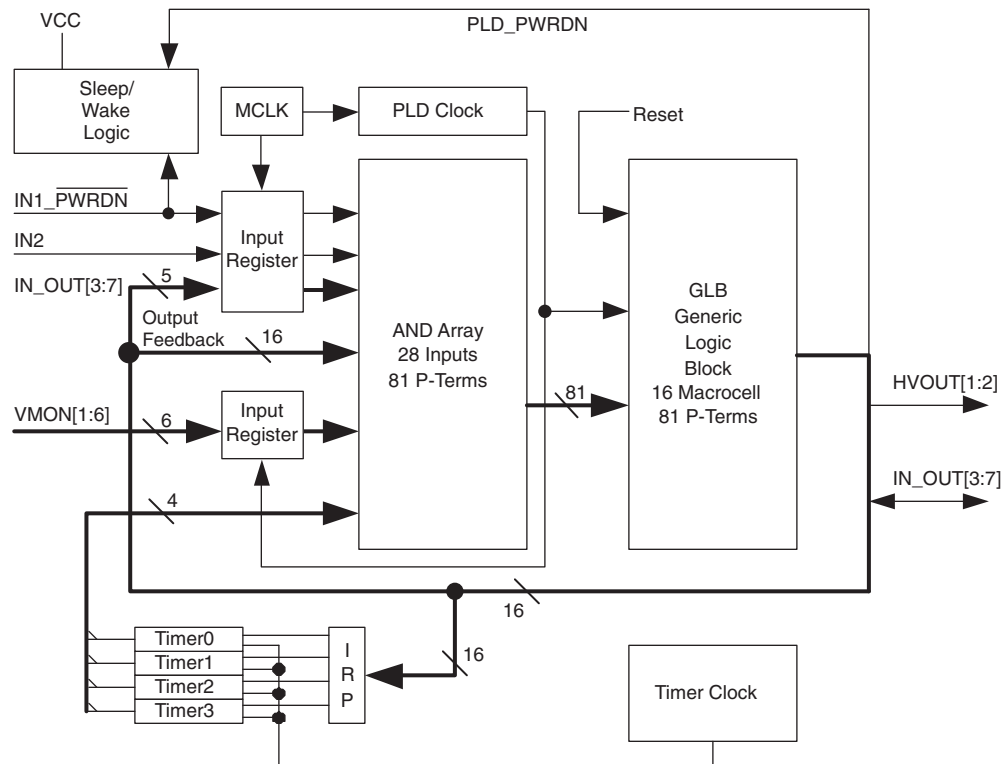 VCC
PLD_PWRDN
Sleep/
Wake
Logic
MCLK
PLD Clock
Reset
IN1_PWRDN
IN2
IN_OUT[3:7]
5
Input
Register
Output
Feedback
16
AND Array
28 Inputs
81 P-Terms
GLB
Generic
Logic
Block
16 Macrocell
81 P-Terms
81
HVOUT[1:2]
VMON[1:6]
6
Input
Register
IN_OUT[3:7]
4
16
16
Timer0
Timer1
Timer2
Timer3
I
R
P
Timer Clock